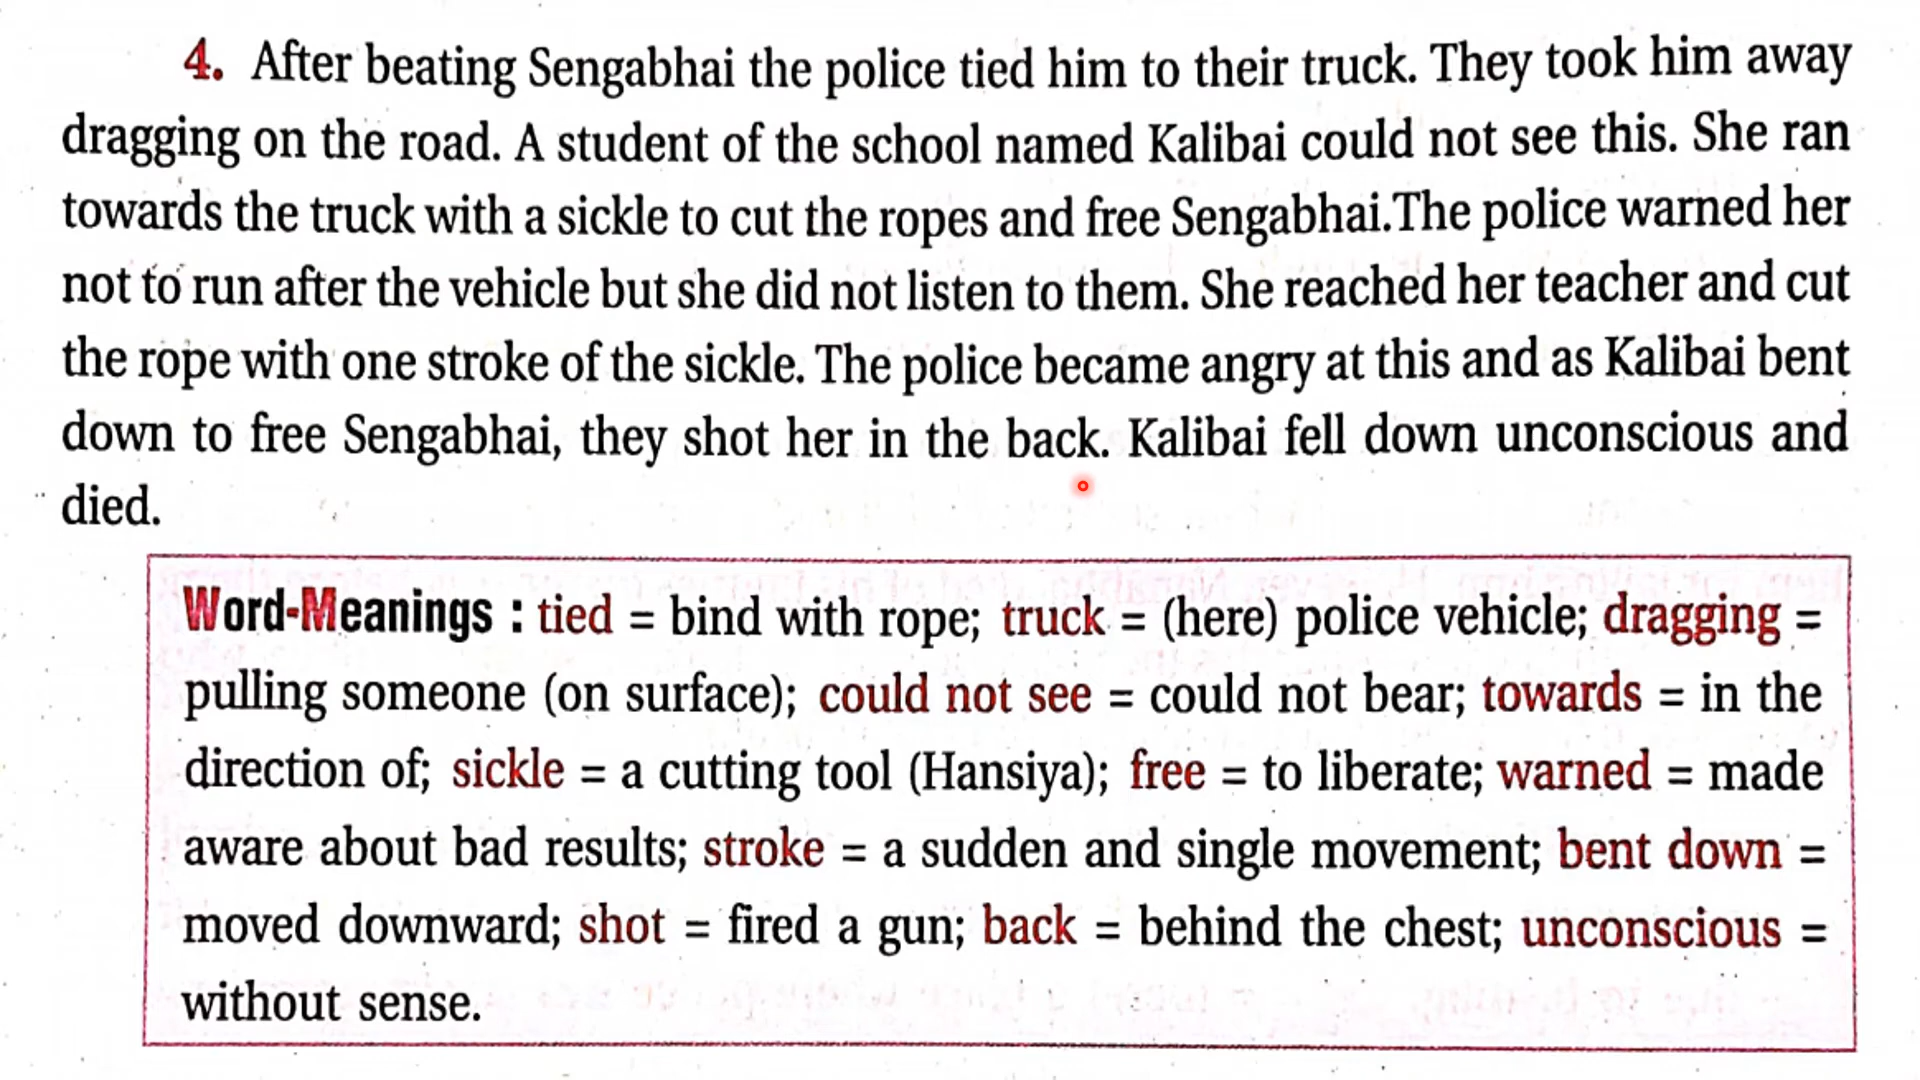 4. After beating Sengabhai the police tied him to their truck. They took him away
dragging on the road. A student of the school named Kalibai could not see this. She ran
towards the truck with a sickle to cut the ropes and free Sengabhai.The police warned her
not to run after the vehicle but she did not listen to them. She reached her teacher and cut
the rope with one stroke of the sickle. The police became angry at this and as Kalibai bent
down to free Sengabhai, they shot her in the back. Kalibai fell down unconscious and
died.
Word-Meanings : tied = bind with rope; truck = (here) police vehicle; dragging =
pulling someone (on surface); could not see = could not bear; towards = in the
direction of; sickle = a cutting tool (Hansiya); free = to liberate; warned = made
aware about bad results; stroke = a sudden and single movement; bent down =
moved downward; shot = fired a gun; back = behind the chest; unconscious =
without sense.